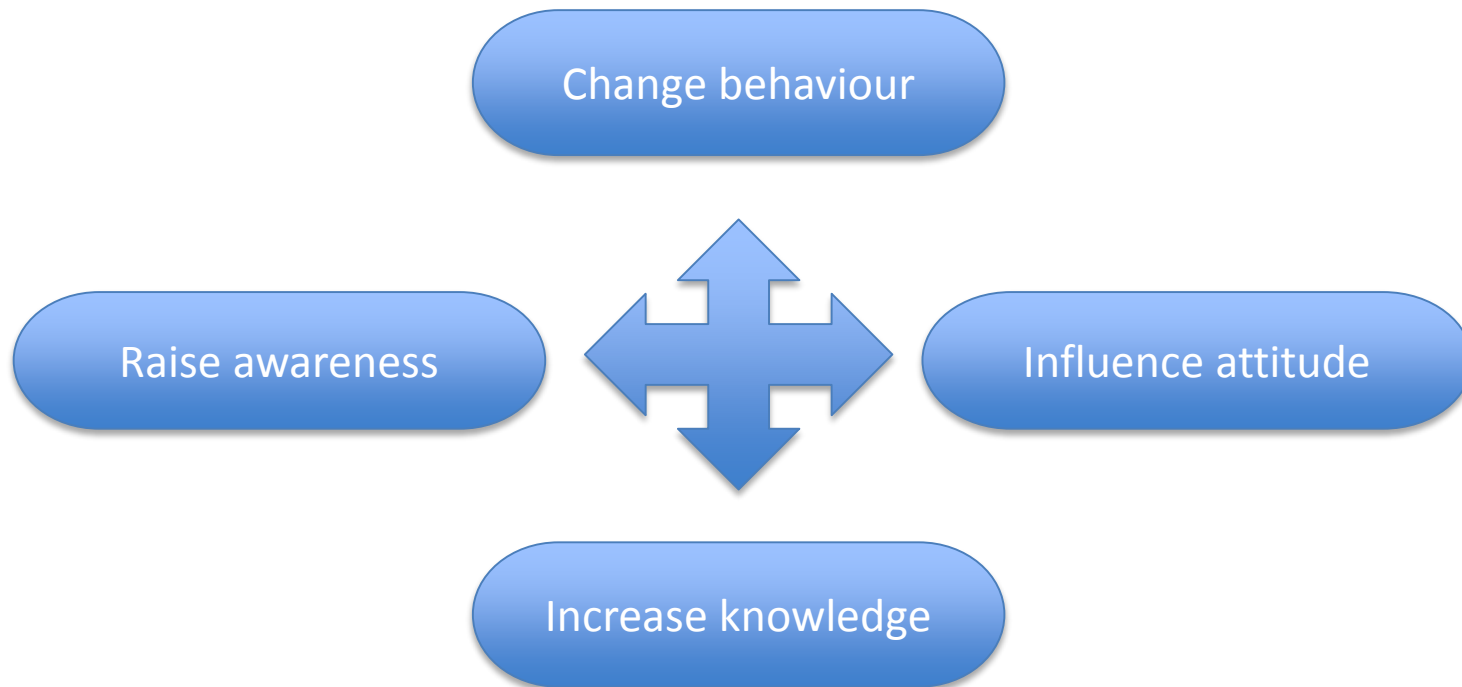 Change behaviour
Raise awareness
Influence attitude
Increase knowledge